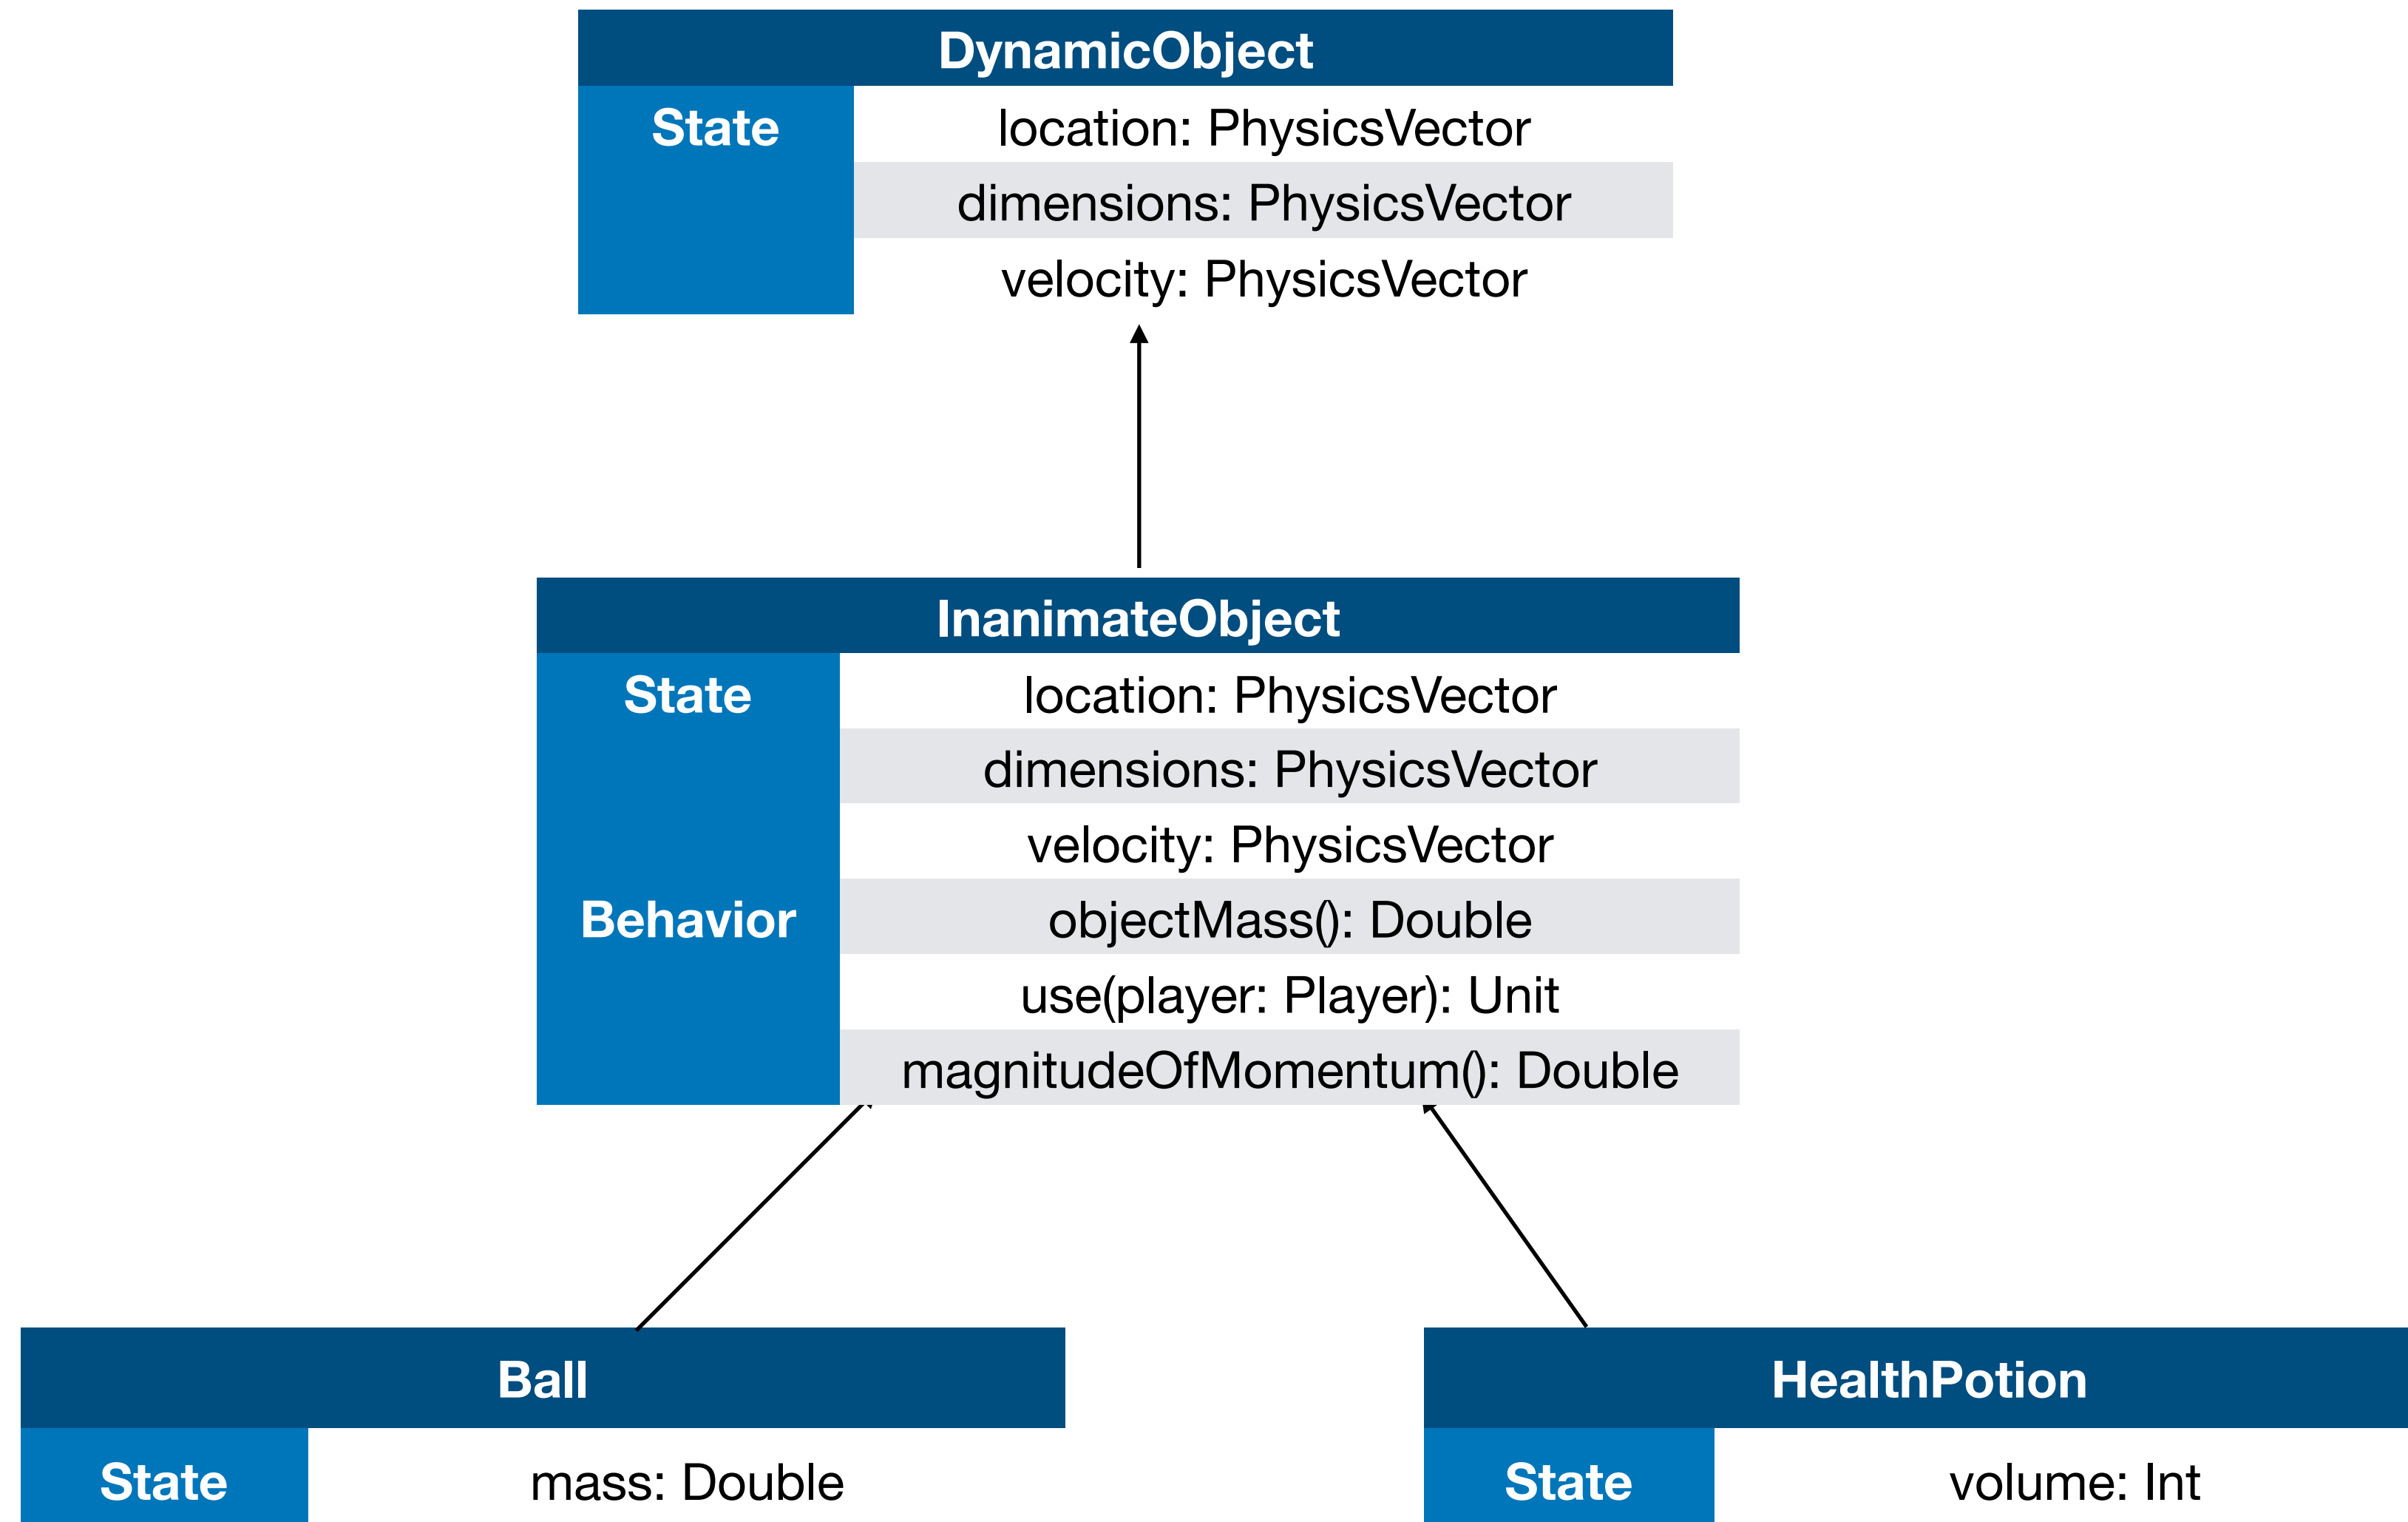 DynamicObject
State location: PhysicsVector
dimensions: PhysicsVector
velocity: PhysicsVector
InanimateObject
State location: PhysicsVector
dimensions: PhysicsVector
velocity: PhysicsVector
Behavior objectMass(): Double
use(player: Player): Unit
magnitudeOfMomentum(): Double
Ball
State mass: Double
HealthPotion
State volume: Int